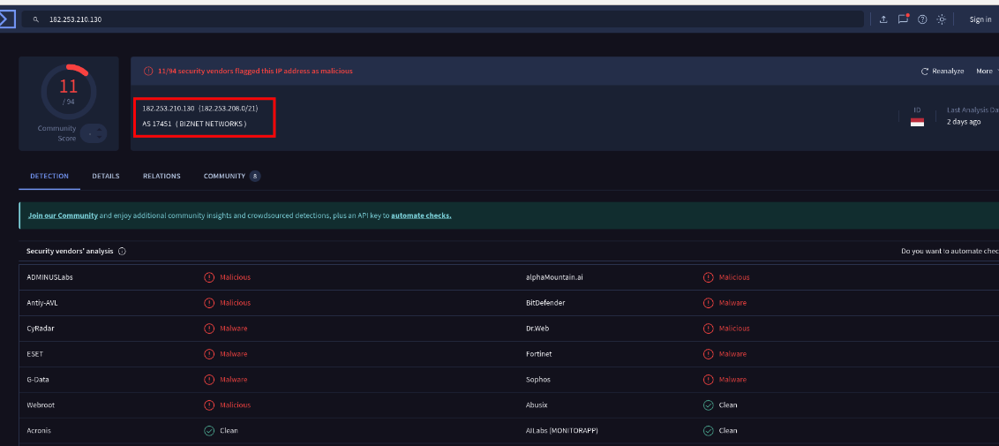 182.253.210.130
Sign in
11
/ 94
Community
Score
11/94 security vendors flagged this IP address as malicious
Reanalyze
More
182.253.210.130 (182.253.208.0/21)
AS 17451 ( BIZNET NETWORKS )
ID
Last Analysis Da
2 days ago
DETECTION
DETAILS
RELATIONS
COMMUNITY 8
Join our Community and enjoy additional community insights and crowdsourced detections, plus an API key to automate checks.
Security vendors' analysis
Do you want to automate chec
ADMINUSLabs Malicious alphaMountain.ai Malicious
Antiy-AVL Malicious BitDefender Malware
CyRadar Malware Dr.Web Malicious
ESET Malware Fortinet Malware
G-Data Malware Sophos Malware
Webroot Malicious Abusix Clean
Acronis Clean AILabs (MONITORAPP) Clean